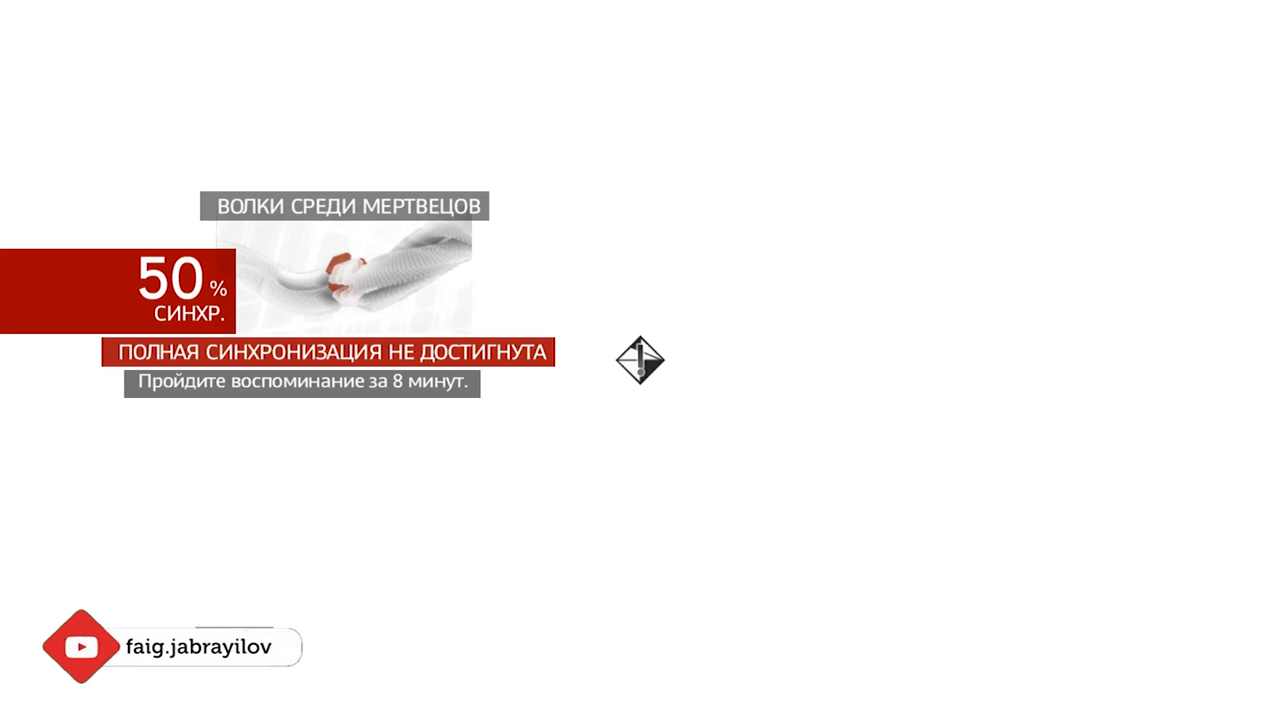 ВОЛКИ СРЕДИ МЕРТВЕЦОВ
50 %
СИНХР.
ПОЛНАЯ СИНХРОНИЗАЦИЯ НЕ ДОСТИГНУТА
Пройдите воспоминание за 8 минут.
faig.jabrayilov